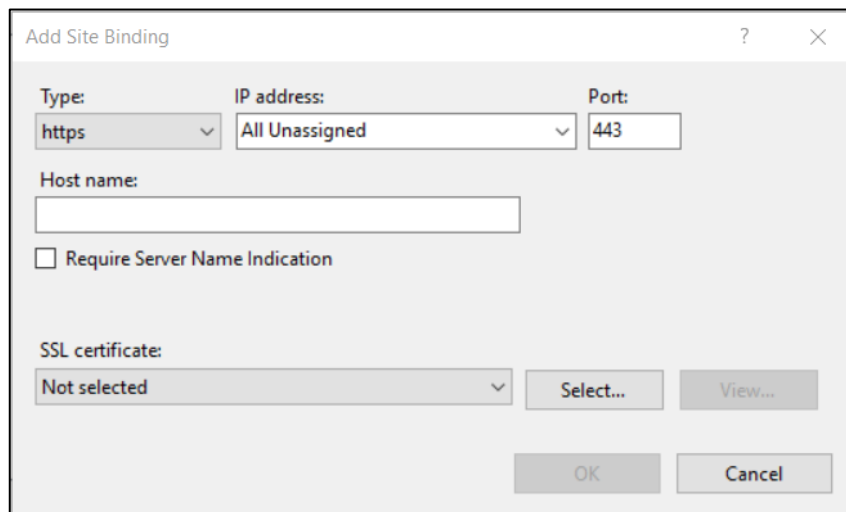 Add Site Binding ?
Type: IP address: Port:
https All Unassigned 443
Host name:
Require Server Name Indication
SSL certificate:
Not selected Select... View...
OK Cancel